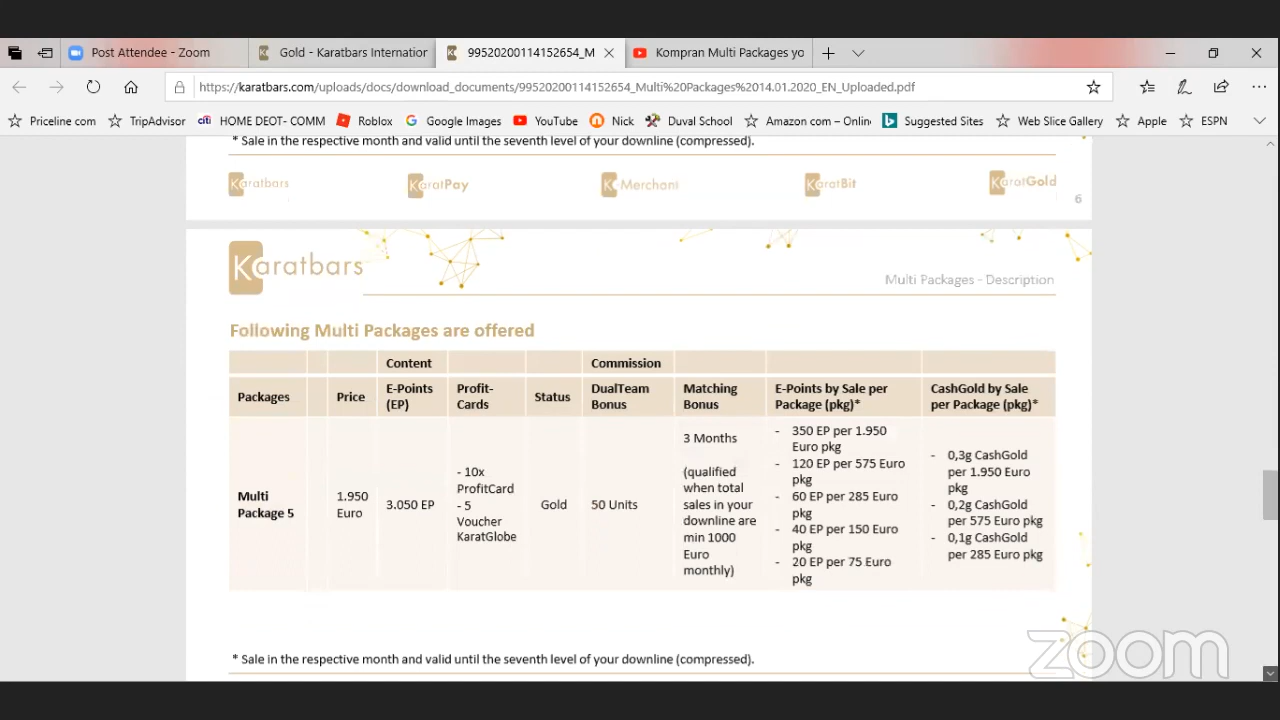 Post Attendee - Zoom
Gold - Karatbars Internation
99520200114152654_M
Kompran Multi Packages yo
https://karatbars.com/uploads/docs/download_documents/99520200114152654_Multi%20Packages%2014.01.2020_EN_Uploaded.pdf
Priceline com
TripAdvisor
citi HOME DEOT- COMM
Roblox
Google Images
YouTube
Nick
Duval School
Amazon com – Onlin
Suggested Sites
Web Slice Gallery
Apple
ESPN
* Sale in the respective month and valid until the seventh level of your downline (compressed).
Karatbars
KaratPay
K-Merchant
KaratBit
KaratGold
6
Karatbars
Multi Packages - Description
Following Multi Packages are offered
Content
Commission
Packages
Price
E-Points
(EP)
Profit-
Cards
Status
DualTeam
Bonus
Matching
Bonus
E-Points by Sale per
Package (pkg)*
CashGold by Sale
per Package (pkg)*
Multi
Package 5
1.950
Euro
3.050 EP
- 10x
ProfitCard
- 5
Voucher
KaratGlobe
Gold
50 Units
3 Months
(qualified
when total
sales in your
downline are
min 1000
Euro
monthly)
- 350 EP per 1.950
Euro pkg
- 120 EP per 575 Euro
pkg
- 60 EP per 285 Euro
pkg
- 40 EP per 150 Euro
pkg
- 20 EP per 75 Euro
pkg
- 0,3g CashGold
per 1.950 Euro
pkg
- 0,2g CashGold
per 575 Euro pkg
- 0,1g CashGold
per 285 Euro pkg
* Sale in the respective month and valid until the seventh level of your downline (compressed).
zoom